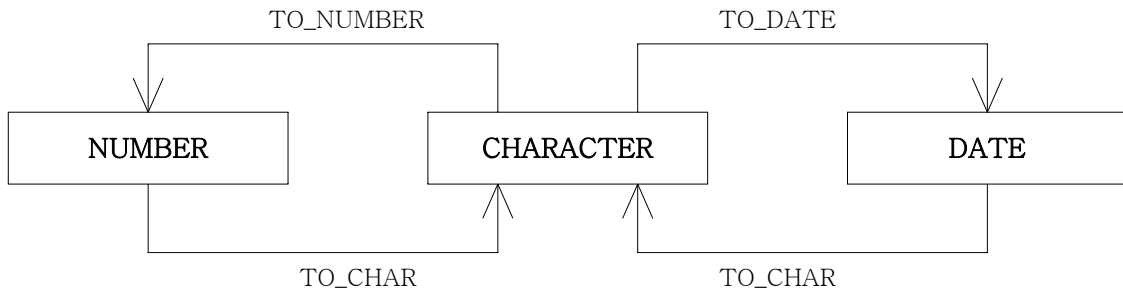 TO_NUMBER TO_DATE
NUMBER CHARACTER DATE
TO_CHAR TO_CHAR